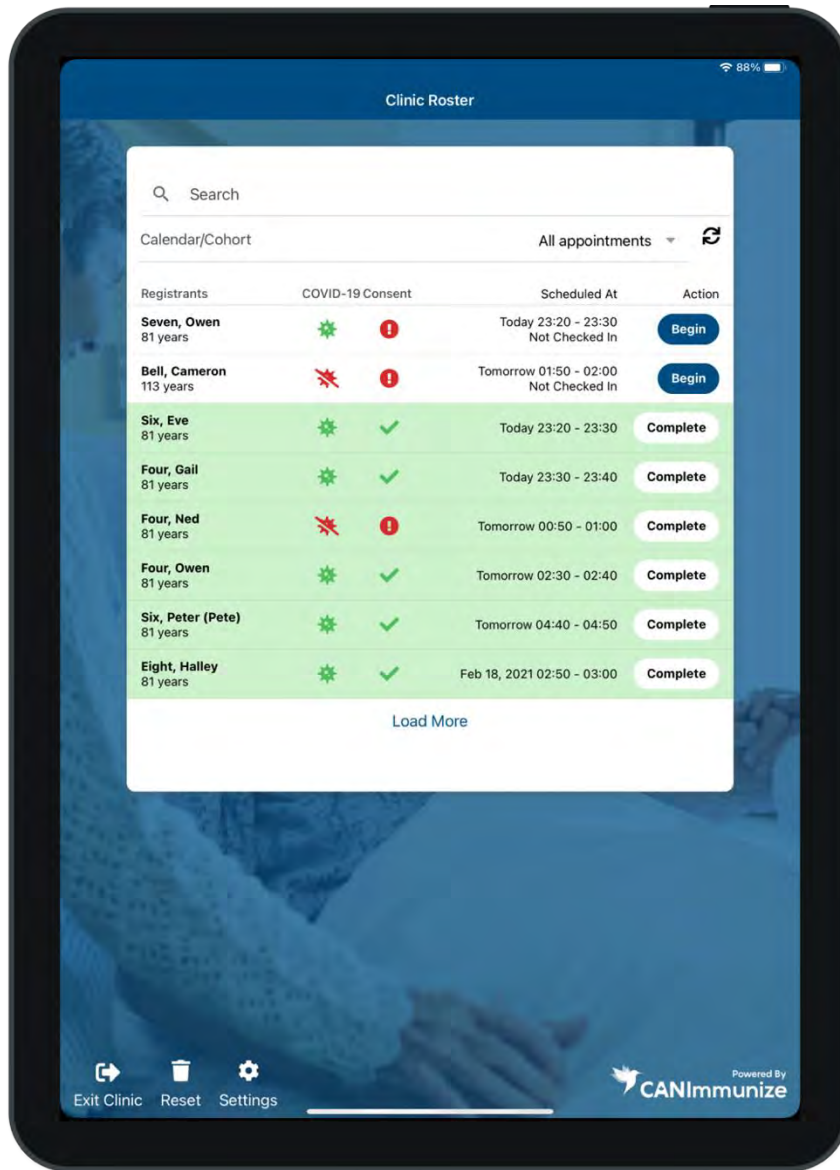 88%
Clinic Roster
Search
Calendar/Cohort All appointments
Registrants COVID-19 Consent Scheduled At Action
Seven, Owen
81 years
Today 23:20 - 23:30
Not Checked In
Begin
Bell, Cameron
113 years
Tomorrow 01:50 - 02:00
Not Checked In
Begin
Six, Eve
81 years
Today 23:20 - 23:30
Complete
Four, Gail
81 years
Today 23:30 - 23:40
Complete
Four, Ned
81 years
Tomorrow 00:50 - 01:00
Complete
Four, Owen
81 years
Tomorrow 02:30 - 02:40
Complete
Six, Peter (Pete)
81 years
Tomorrow 04:40 - 04:50
Complete
Eight, Halley
81 years
Feb 18, 2021 02:50 - 03:00
Complete
Load More
Exit Clinic Reset Settings
Powered By
CANImmunize